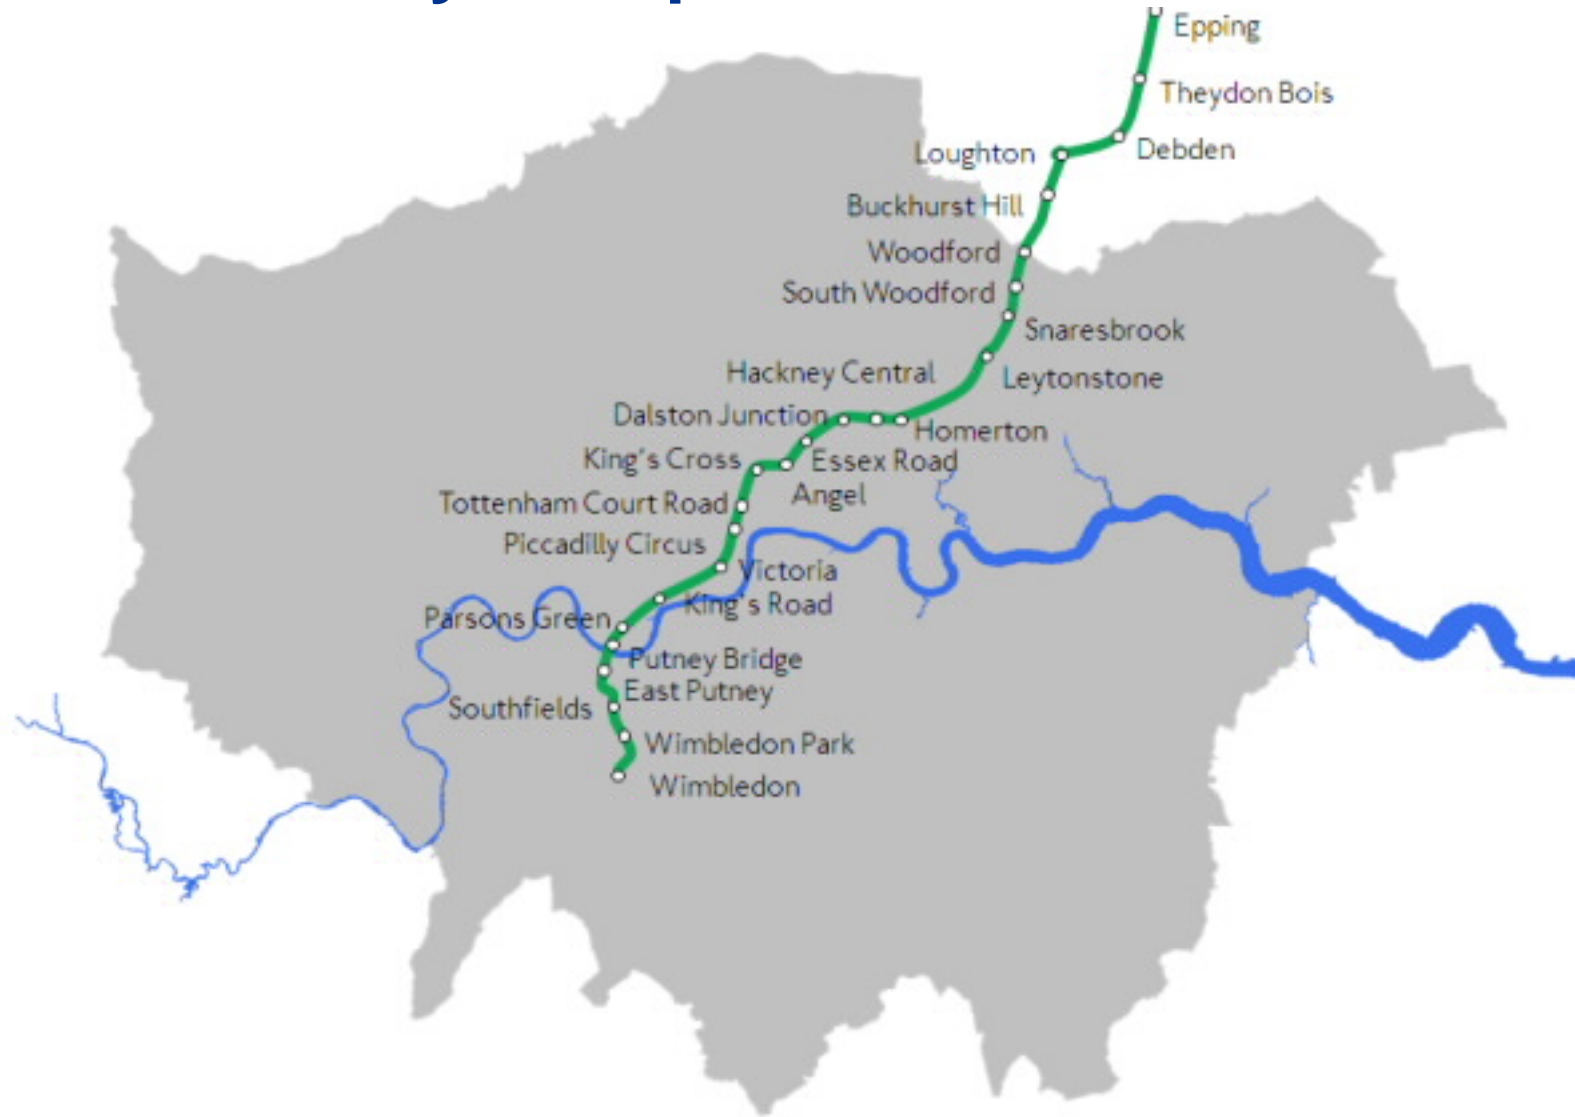 Epping
Theydon Bois
Debden
Loughton
Buckhurst Hill
Woodford
South Woodford
Snaresbrook
Hackney Central
Leytonstone
Dalston Junction
Homerton
King's Cross
Essex Road
Angel
Tottenham Court Road
Piccadilly Circus
Victoria
King's Road
Parsons Green
Putney Bridge
East Putney
Southfields
Wimbledon Park
Wimbledon